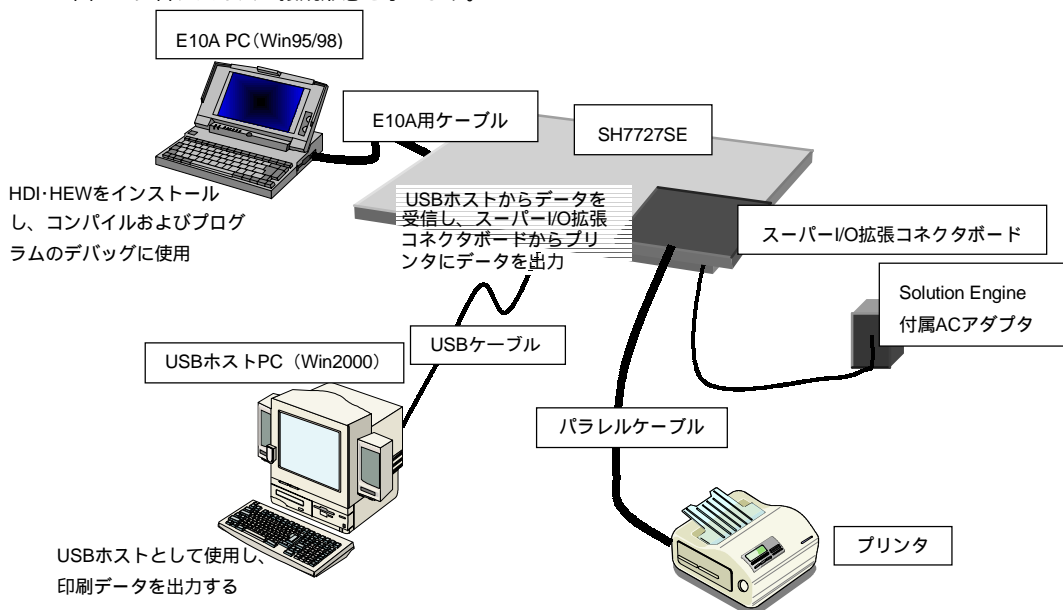 E10A PC（Win95/98)
E10A用ケーブル
SH7727SE
HDI･HEWをインストール
し、コンパイルおよびプログ
ラムのデバッグに使用
USBホストからデータを
受信し、スーパーI/O拡張
コネクタボードからプリ
ンタにデータを出力
スーパーI/O拡張コネクタボード
Solution Engine
付属ACアダプタ
USBケーブル
USBホストPC（Win2000）
パラレルケーブル
プリンタ
USBホストとして使用し、
印刷データを出力する